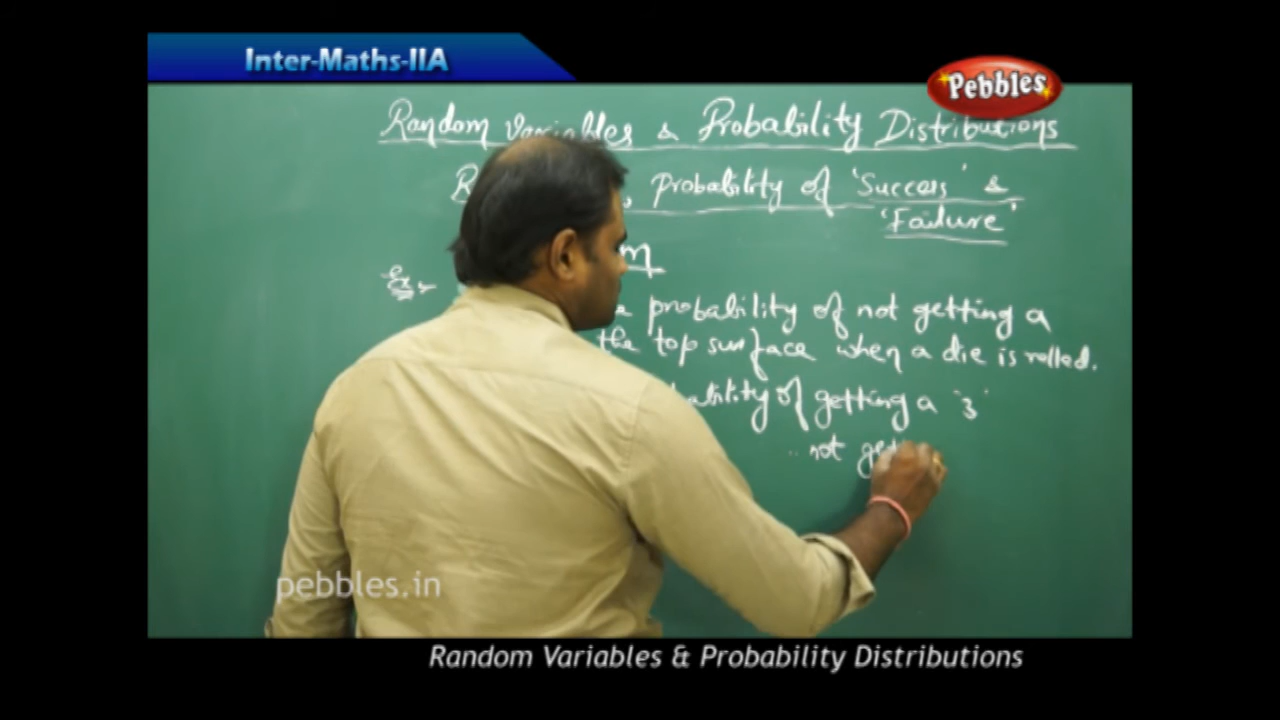 Inter-Maths-IIA
Pebbles
Random Variables & Probability Distributions
Probability of 'Success' &
'Failure'
Ex:-
probability of not getting a
the top surface when a die is rolled.
of getting a '3'
not
pebbles.in
Random Variables & Probability Distributions